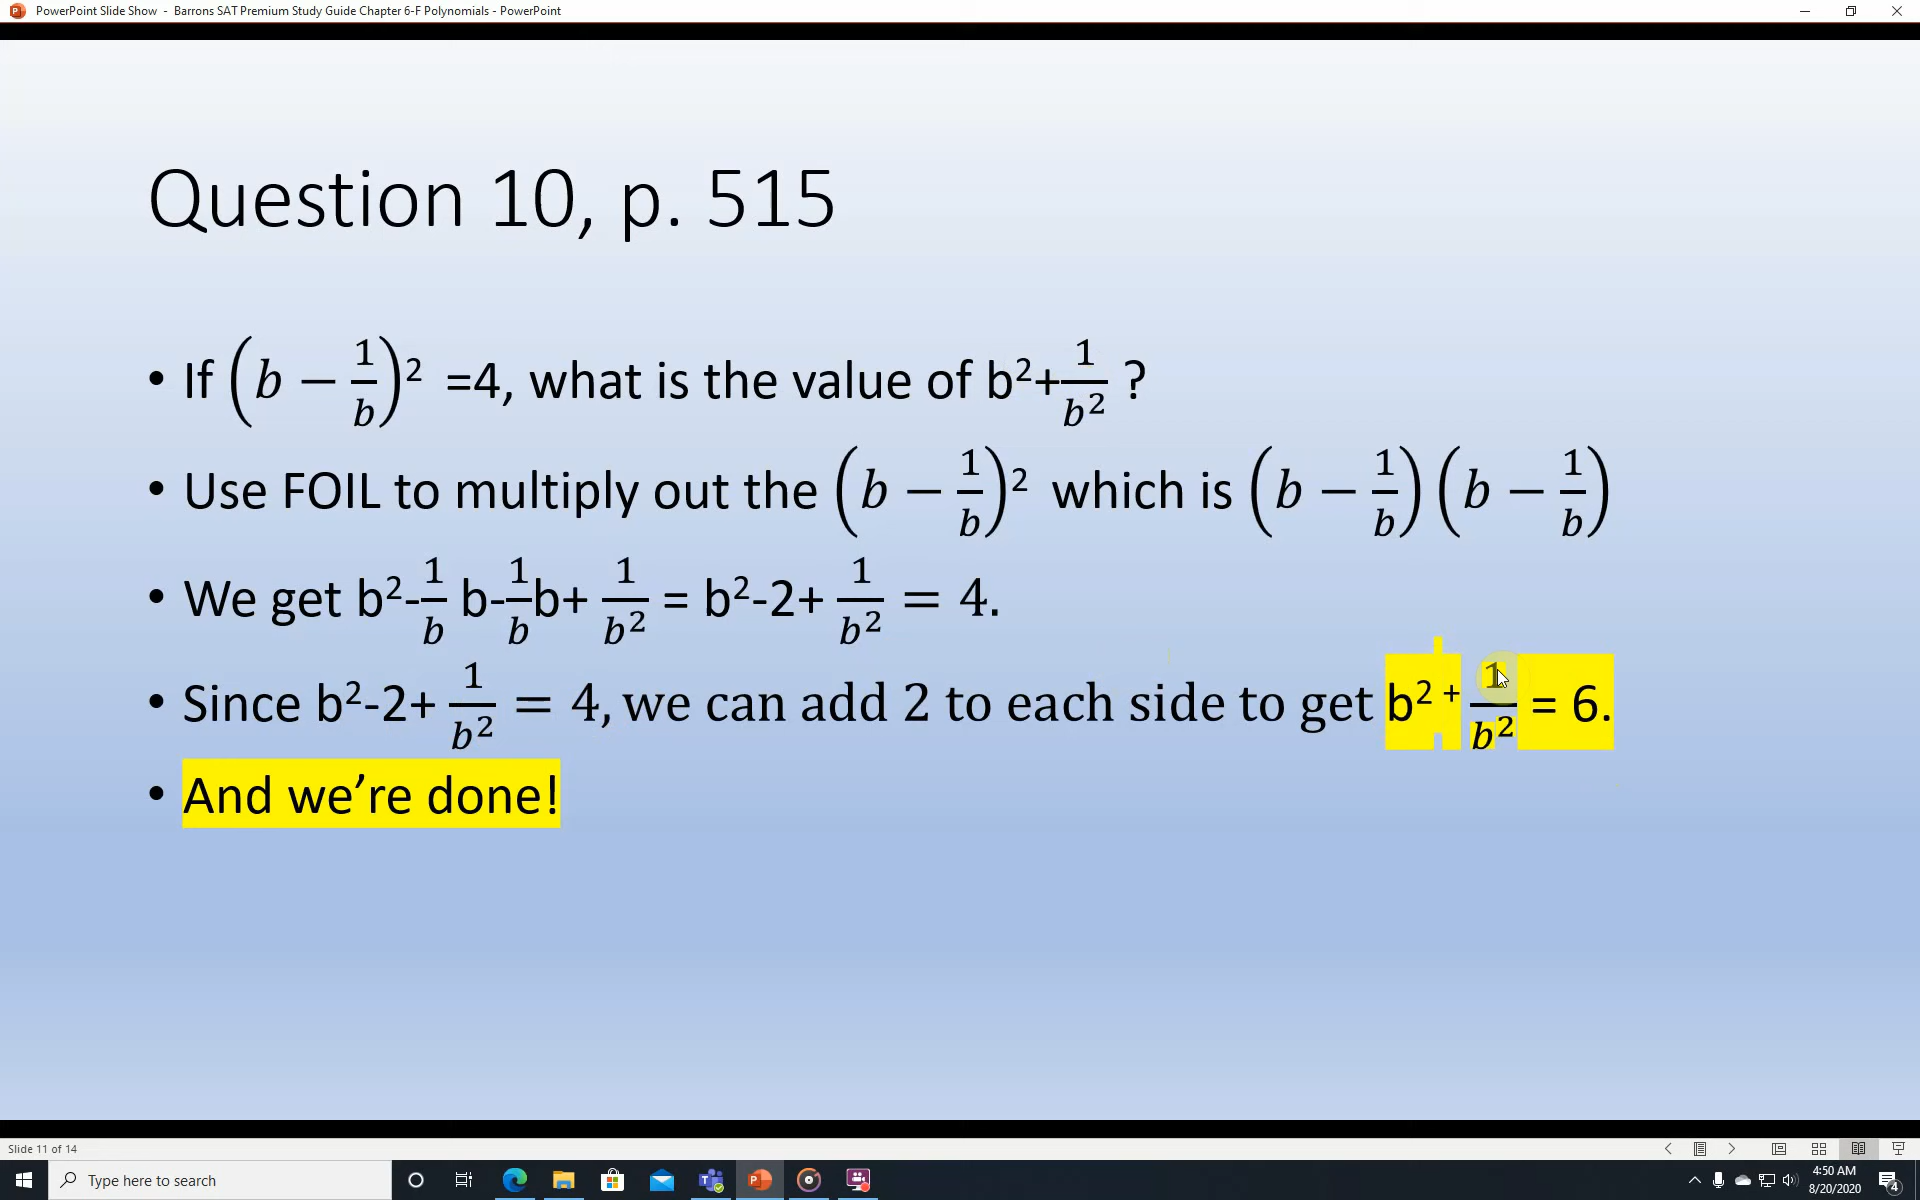 PowerPoint Slide Show - Barrons SAT Premium Study Guide Chapter 6-F Polynomials - PowerPoint
Question 10, p. 515
• If (b − 1/b)² =4, what is the value of b²+1/b² ?
• Use FOIL to multiply out the (b − 1/b)² which is (b − 1/b)(b − 1/b)
• We get b²-1/b b-1/b b+ 1/b² = b²-2+ 1/b² = 4.
• Since b²-2+ 1/b² = 4, we can add 2 to each side to get b² + 1/b² = 6.
• And we’re done!
Slide 11 of 14
Type here to search
4:50 AM
8/20/2020
4